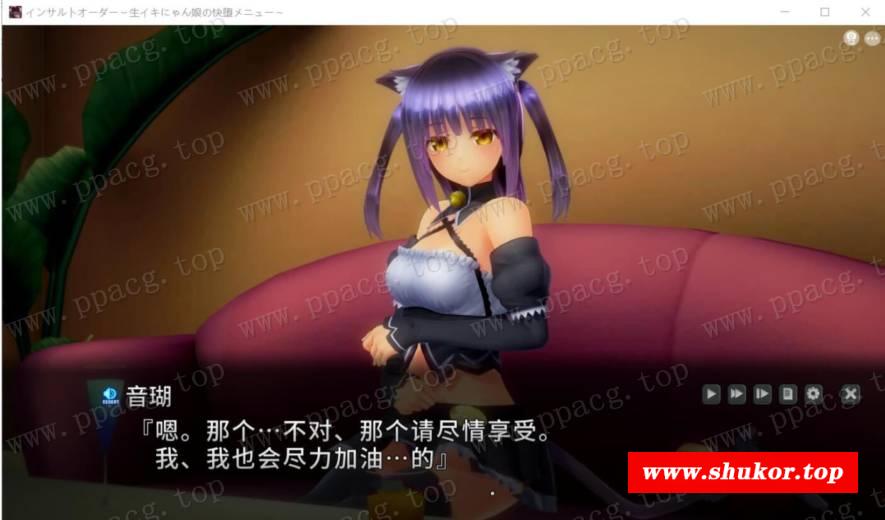 インサルトオーダー～生イキにゃん娘の快堕メニュー～
www.ppacg.top
音瑚
『嗯。那个…不对、那个请尽情享受。
我、我也会尽力加油…的』
www.shukor.top